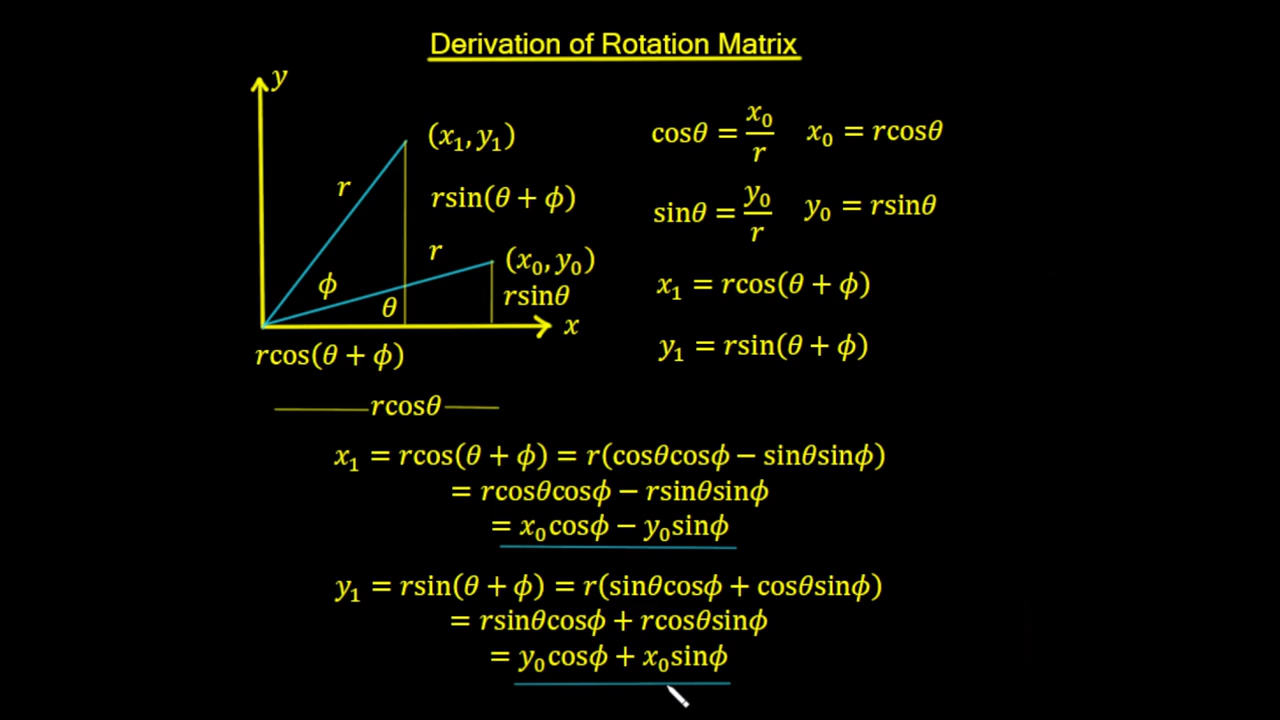 Derivation of Rotation Matrix
y
(x₁, y₁)
r
rsin(θ + ϕ)
r
(x₀, y₀)
ϕ
θ
rsinθ
x
rcos(θ + ϕ)
rcosθ
cosθ = x₀/r x₀ = rcosθ
sinθ = y₀/r y₀ = rsinθ
x₁ = rcos(θ + ϕ)
y₁ = rsin(θ + ϕ)
x₁ = rcos(θ + ϕ) = r(cosθcosϕ − sinθsinϕ)
= rcosθcosϕ − rsinθsinϕ
= x₀cosϕ − y₀sinϕ
y₁ = rsin(θ + ϕ) = r(sinθcosϕ + cosθsinϕ)
= rsinθcosϕ + rcosθsinϕ
= y₀cosϕ + x₀sinϕ